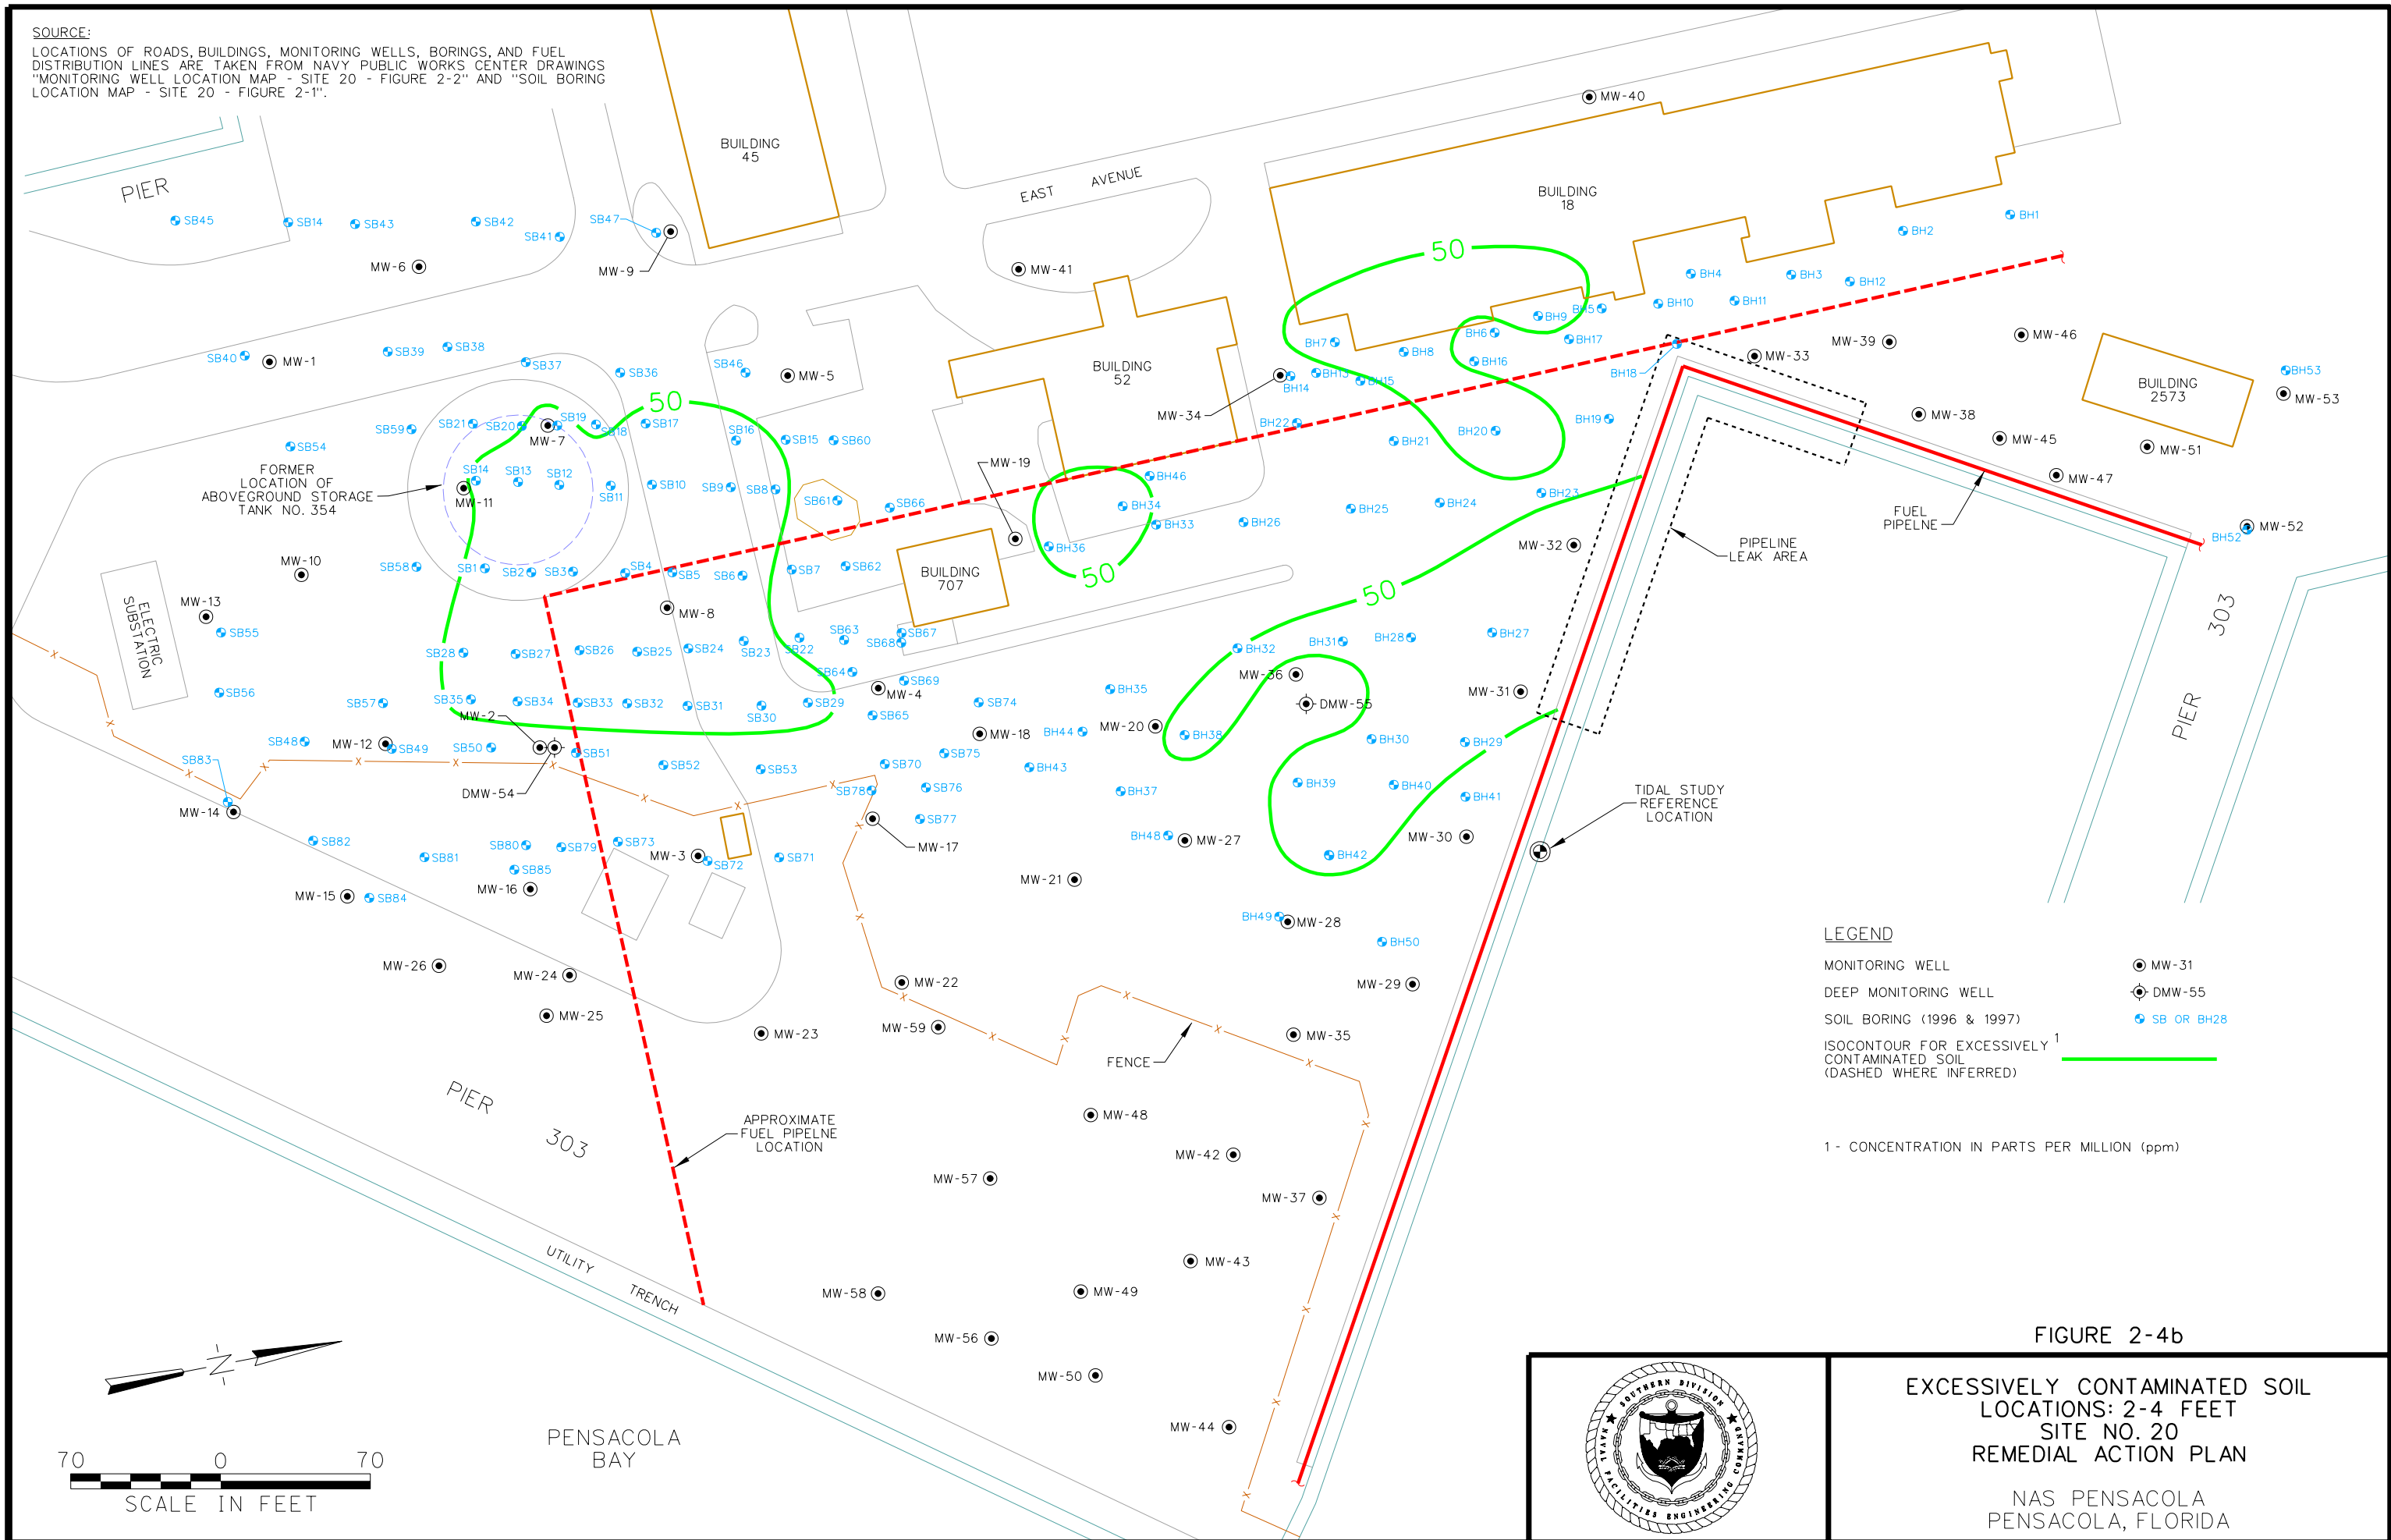 SOURCE:
LOCATIONS OF ROADS, BUILDINGS, MONITORING WELLS, BORINGS, AND FUEL
DISTRIBUTION LINES ARE TAKEN FROM NAVY PUBLIC WORKS CENTER DRAWINGS
"MONITORING WELL LOCATION MAP - SITE 20 - FIGURE 2-2" AND "SOIL BORING
LOCATION MAP - SITE 20 - FIGURE 2-1".
BUILDING
45
MW-40
EAST AVENUE
BUILDING
18
PIER
SB45
SB14
SB43
SB42
SB41
SB47
MW-9
MW-6
MW-41
50
BH1
BH2
BH4
BH3
BH12
BH10
BH11
BH5
BH9
BH6
BH17
BH7
BH8
BH16
BH18
MW-33
MW-39
MW-46
SB40
MW-1
SB39
SB38
SB37
SB36
SB46
MW-5
BUILDING
52
MW-34
BH14
BH13
BH15
BUILDING
2573
BH53
MW-53
50
MW-38
MW-45
MW-51
MW-47
SB54
SB59
SB21
SB20
SB19
MW-7
SB18
SB17
SB16
SB15
SB60
BH22
BH21
BH20
BH19
FORMER
LOCATION OF
ABOVEGROUND STORAGE
TANK NO. 354
SB14
SB13
SB12
MW-11
SB11
SB10
SB9
SB8
SB61
SB66
MW-19
BH46
BH34
BH33
BH26
BH25
BH24
BH23
FUEL
PIPELNE
MW-52
BH52
MW-10
BH36
50
MW-32
PIPELINE
LEAK AREA
SB58
SB1
SB2
SB3
SB4
SB5
SB6
SB7
SB62
BUILDING
707
50
ELECTRIC
SUBSTATION
MW-13
SB55
MW-8
PIER 303
SB28
SB27
SB26
SB25
SB24
SB23
SB22
SB63
SB67
SB68
BH32
BH31
BH28
BH27
SB56
SB57
SB35
SB34
SB33
SB32
SB31
SB30
SB29
SB64
SB69
MW-4
SB65
SB74
BH35
MW-36
DMW-55
MW-31
SB48
MW-12
SB49
MW-2
SB50
DMW-54
SB51
SB52
SB53
SB70
SB75
MW-18
BH44
MW-20
BH38
BH30
BH29
SB83
MW-14
SB78
SB76
BH43
BH37
BH39
BH40
BH41
TIDAL STUDY
REFERENCE
LOCATION
SB82
SB81
SB80
SB79
SB73
SB85
MW-3
SB72
SB71
SB77
MW-17
BH48
MW-27
BH42
MW-30
MW-15
SB84
MW-16
MW-21
BH49
MW-28
BH50
MW-26
MW-24
MW-25
MW-22
MW-59
MW-23
MW-29
MW-35
FENCE
LEGEND
MONITORING WELL
MW-31
DEEP MONITORING WELL
DMW-55
SOIL BORING (1996 & 1997)
SB OR BH28
ISOCONTOUR FOR EXCESSIVELY 1
CONTAMINATED SOIL
(DASHED WHERE INFERRED)
1 - CONCENTRATION IN PARTS PER MILLION (ppm)
PIER 303
APPROXIMATE
FUEL PIPELNE
LOCATION
MW-48
MW-42
MW-57
MW-37
UTILITY TRENCH
MW-43
MW-58
MW-49
MW-56
MW-50
MW-44
N
70 0 70
SCALE IN FEET
PENSACOLA
BAY
FIGURE 2-4b
SOUTHERN DIVISION
NAVAL FACILITIES ENGINEERING COMMAND
EXCESSIVELY CONTAMINATED SOIL
LOCATIONS: 2-4 FEET
SITE NO. 20
REMEDIAL ACTION PLAN
NAS PENSACOLA
PENSACOLA, FLORIDA